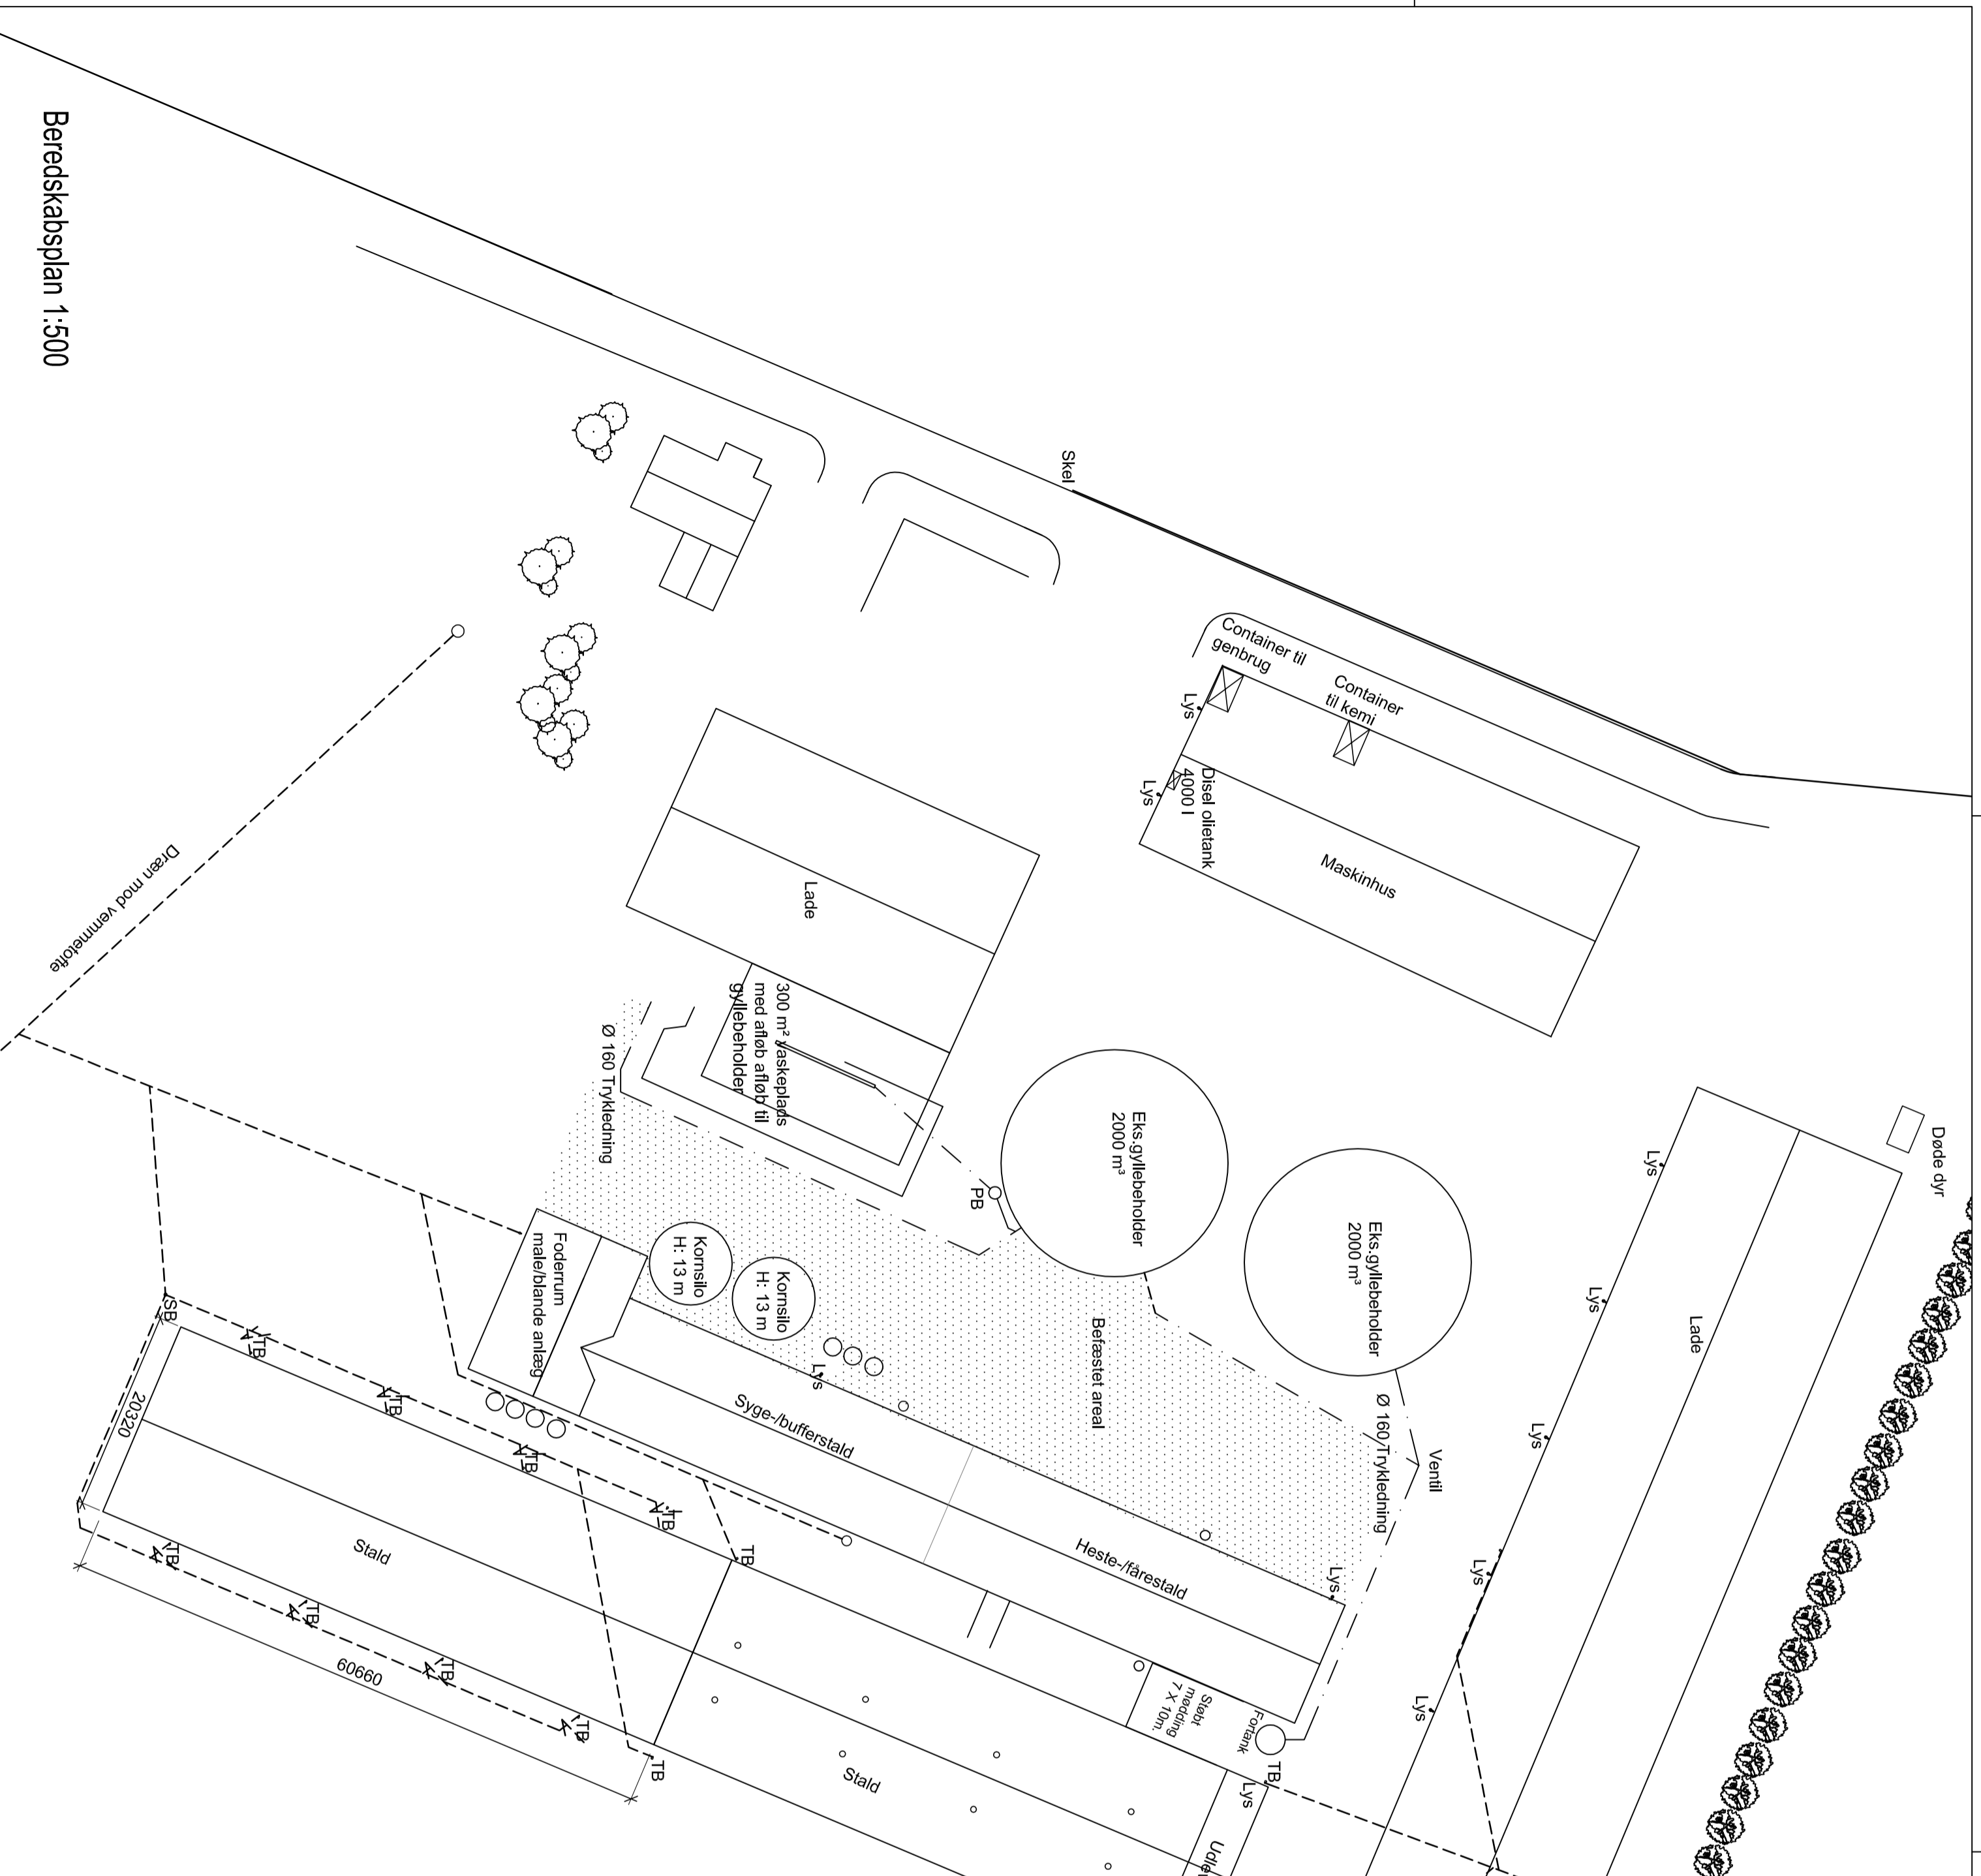 Beredskabsplan 1:500
Skel
Container til
genbrug
Container
til kemi
Lys
Lys
Disel olietank
4000 l
Maskinhus
Lade
Dræn mod vemmetofte
300 m² vaskeplads
med afløb afløb til
gyllebeholder
Ø 160 Trykledning
PB
Eks.gyllebeholder
2000 m³
Eks.gyllebeholder
2000 m³
Døde dyr
Lys
Lys
Lys
Lys
Lys
Lade
Foderrum
male/blande anlæg
Kornsilo
H: 13 m
Kornsilo
H: 13 m
Lys
Befæstet areal
Ø 160 Trykledning
Ventil
Syge-/bufferstald
Heste-/fårestald
Lys
SB
TB
TB
TB
TB
TB
20320
Stald
TB
TB
TB
TB
TB
60660
Stald
Støbt
mødding
7 X 10m.
Fortank
TB
Lys